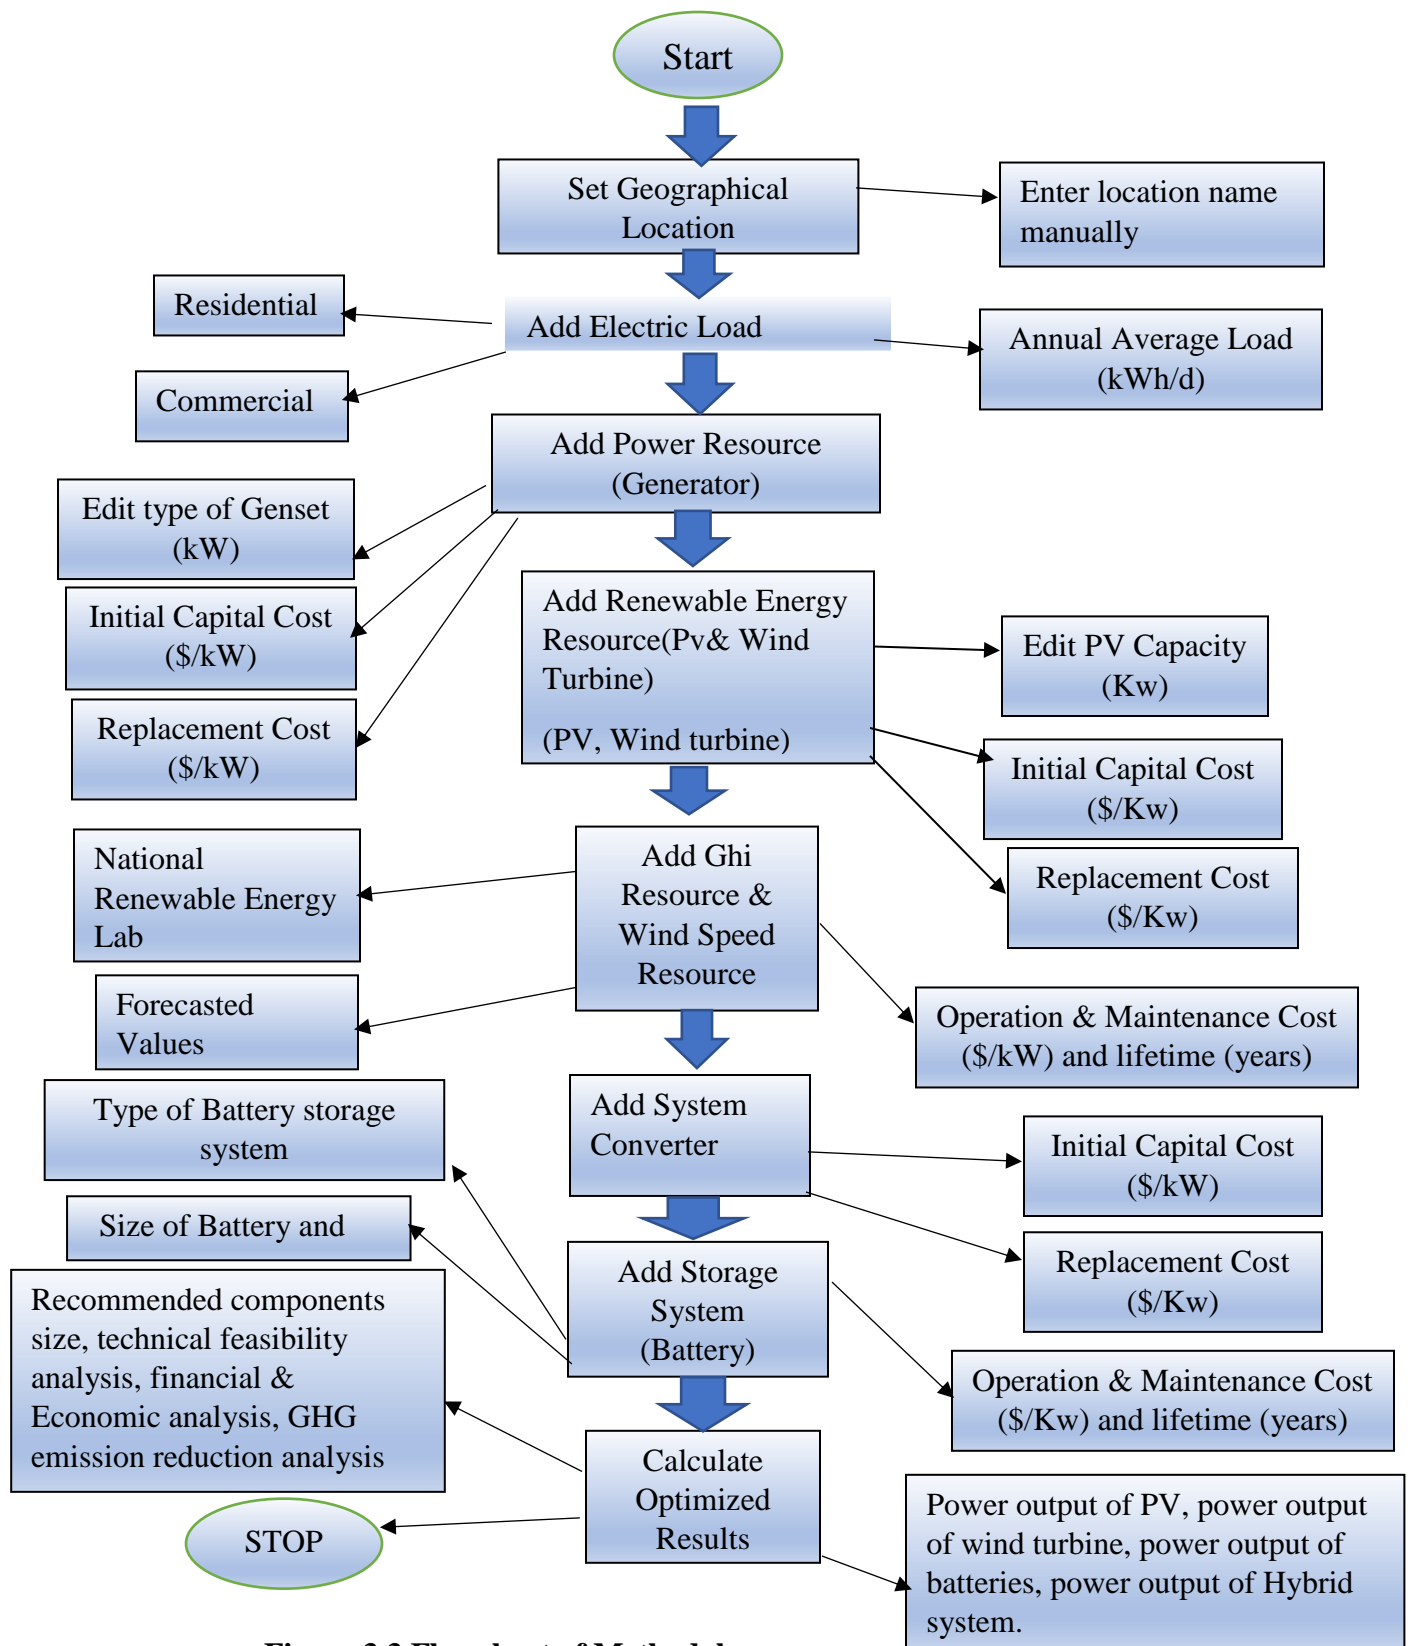 Start
Set Geographical
Location
Enter location name
manually
Residential
Add Electric Load
Annual Average Load
(kWh/d)
Commercial
Add Power Resource
(Generator)
Edit type of Genset
(kW)
Initial Capital Cost
($/kW)
Replacement Cost
($/kW)
Add Renewable Energy
Resource(Pv& Wind
Turbine)
(PV, Wind turbine)
Edit PV Capacity
(Kw)
Initial Capital Cost
($/Kw)
Replacement Cost
($/Kw)
National
Renewable Energy
Lab
Add Ghi
Resource &
Wind Speed
Resource
Forecasted
Values
Operation & Maintenance Cost
($/kW) and lifetime (years)
Type of Battery storage
system
Add System
Converter
Initial Capital Cost
($/kW)
Size of Battery and
Replacement Cost
($/Kw)
Add Storage
System
(Battery)
Recommended components
size, technical feasibility
analysis, financial &
Economic analysis, GHG
emission reduction analysis
Operation & Maintenance Cost
($/Kw) and lifetime (years)
Calculate
Optimized
Results
STOP
Power output of PV, power output
of wind turbine, power output of
batteries, power output of Hybrid
system.